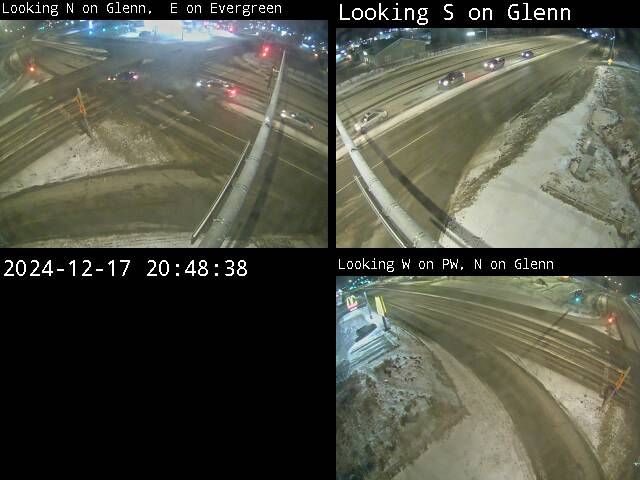 Looking N on Glenn, E on Evergreen
Looking S on Glenn
2024-12-17 20:48:38
Looking W on PW, N on Glenn